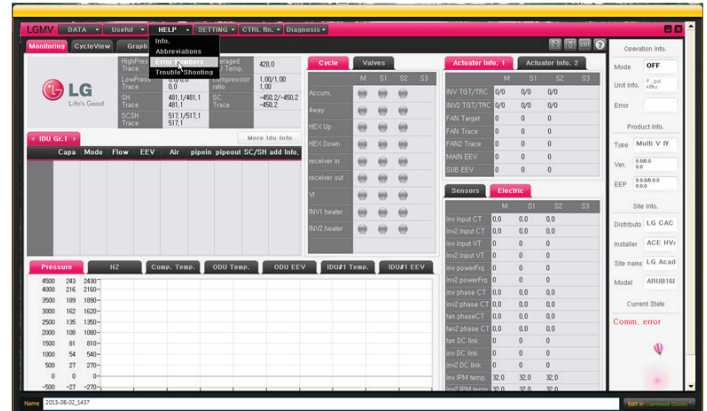 LGMV DATA Useful HELP SETTING CTRL fin. Diagnosis
Info.
Abbreviations
Error Numbers
Trouble Shooting
Monitoring CycleView Graph
LG
Life's Good
HighPres Trace 428,0
LowPress Trace 0,0 Compressor ratio 1,00/1,00 1,00
SH Trace 481,1/481,1 481,1 SC Trace -450,2/-450,2 -450,2
SCSH Trace 517,1/517,1 517,1
< IDU Gr.1 > More Idu Info
Capa Mode Flow EEV Air pipein pipeout SC/SH add Info,
Cycle Valves
M S1 S2 S3
Accum.
4way
HEX Up
HEX Down
receiver in
receiver out
VI
INV1 heater
INV2 heater
Actuator Info. 1 Actuator Info. 2
M S1 S2 S3
INV TGT/TRC 0/0 0/0 0/0
INV2 TGT/TRC 0/0 0/0 0/0
FAN Target 0 0 0
FAN Trace 0 0 0
FAN2 Trace 0 0 0
MAIN EEV 0 0 0
SUB EEV 0 0 0
Sensors Electric
M S1 S2 S3
Inv Input CT 0,0 0,0 0,0
Inv2 input CT 0,0 0,0 0,0
Inv Input VT 0 0 0
Inv2 Input VT 0 0 0
Inv powerFrq 0 0 0
Inv2 powerFrq 0 0 0
Inv phase CT 0,0 0,0 0,0
Inv2 phase CT 0,0 0,0 0,0
fan phaseCT 0,0 0,0 0,0
fan2 phase CT 0,0 0,0 0,0
fan DC link 0 0 0
Inv DC link 0 0 0
Inv2 DC link 0 0 0
Inv IPM temp. 32,0 32,0 32,0
Pressure HZ Comp. Temp. ODU Temp. ODU EEV IDU#1 Temp. IDU#1 EEV
4500 243 2430
4000 216 2160
3500 189 1890
3000 162 1620
2500 135 1350
2000 108 1080
1500 81 810
1000 54 540
500 27 270
0 0 0
-500 -27 -270
Operation Info.
Mode OFF
Unit Info.
Error
Product Info.
Type Multi V IV
Ver. 0.0/0.0 0.0
EEP 0.0
Site Info.
Distributo LG CAC
Installer ACE HV
Site name LG Acad
Model ARUB16
Current State
Comm. error
Name 2013-08-02_1437
Edit in Camtasia Studio